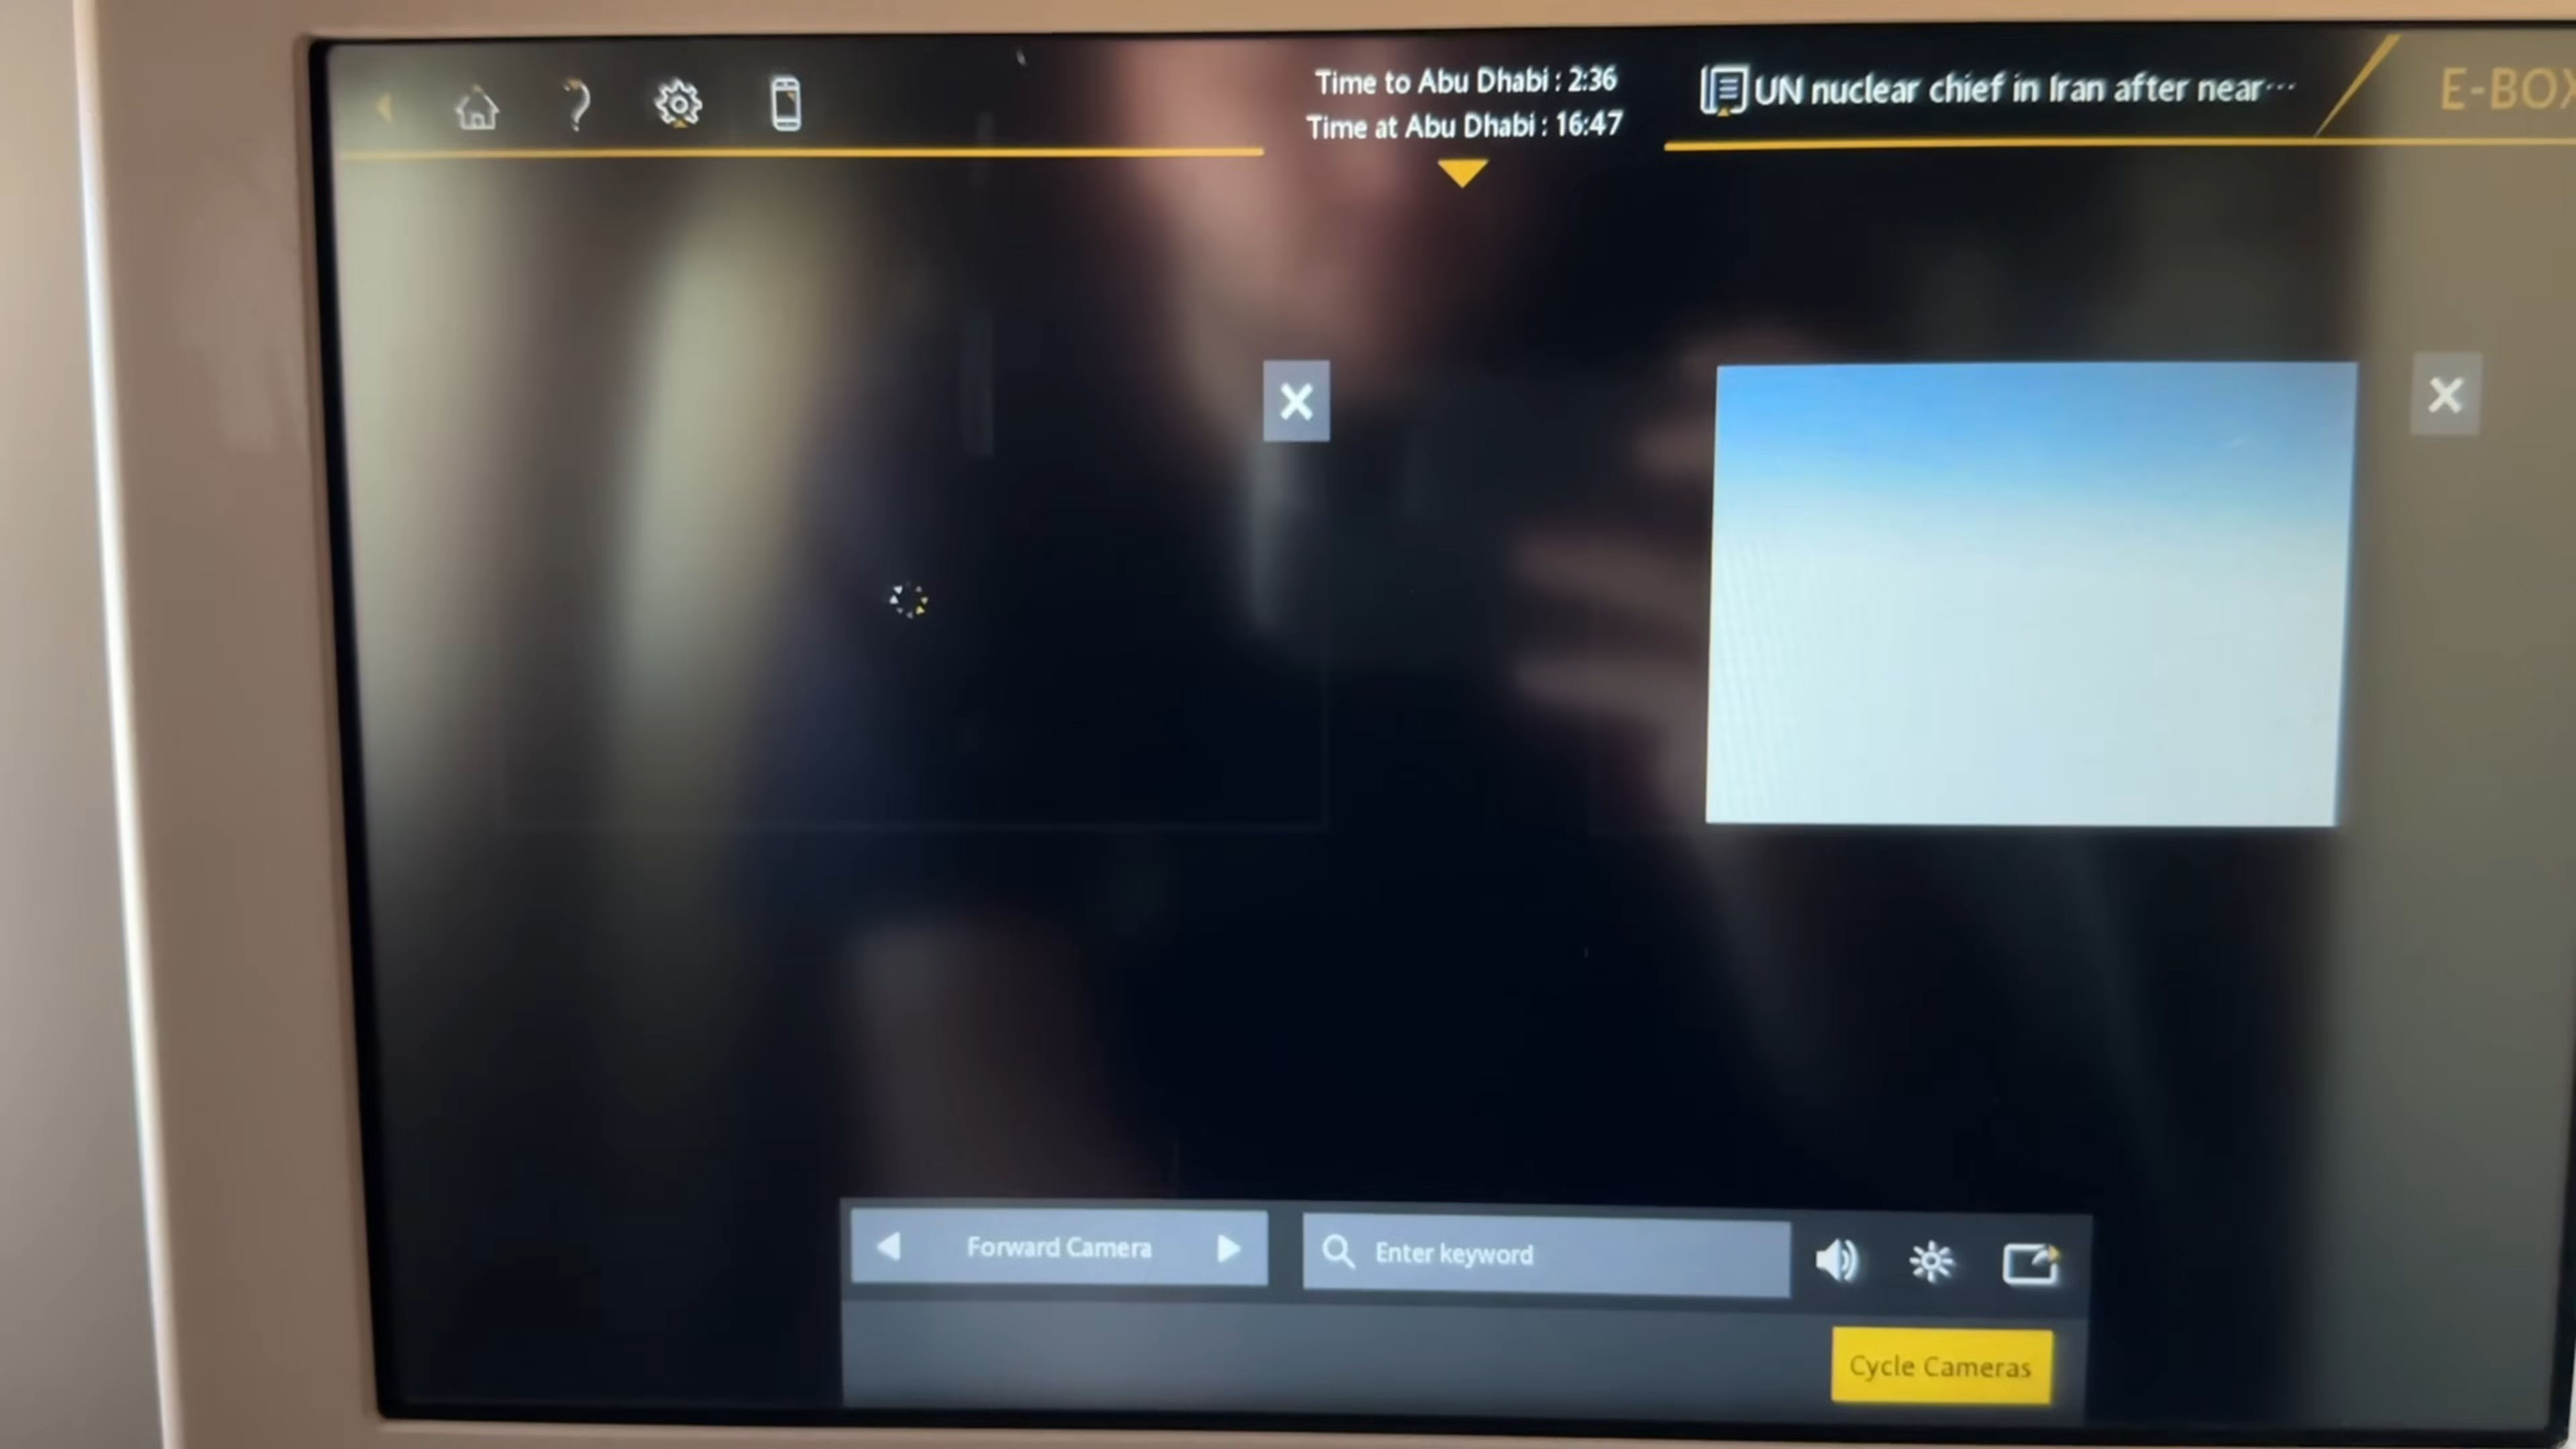 Time to Abu Dhabi : 2:36
Time at Abu Dhabi : 16:47
UN nuclear chief in Iran after near···
E-BOX
Forward Camera
Enter keyword
Cycle Cameras